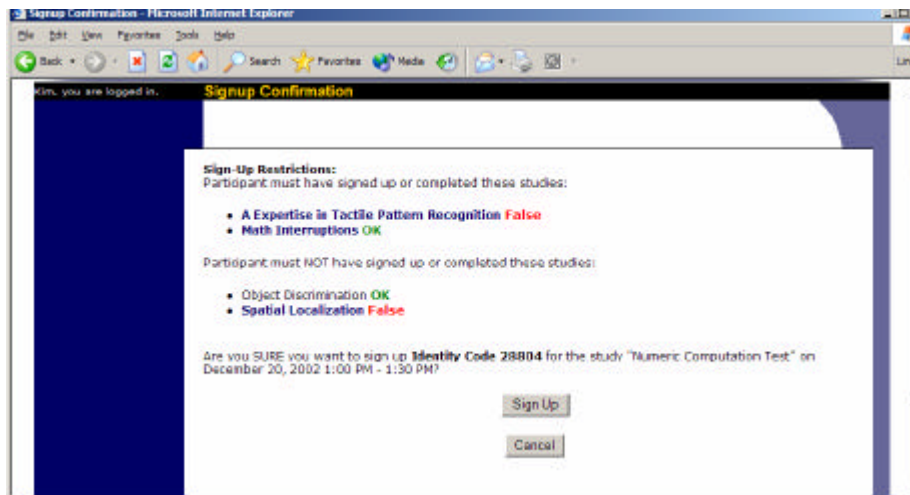 Signup Confirmation - Microsoft Internet Explorer
File Edit View Favorites Tools Help
Back Search Favorites Media
Kim, you are logged in. Signup Confirmation
Sign-Up Restrictions:
Participant must have signed up or completed these studies:
• A Expertise in Tactile Pattern Recognition False
• Math Interruptions OK
Participant must NOT have signed up or completed these studies:
• Object Discrimination OK
• Spatial Localization False
Are you SURE you want to sign up Identity Code 28804 for the study "Numeric Computation Test" on
December 20, 2002 1:00 PM - 1:30 PM?
Sign Up
Cancel